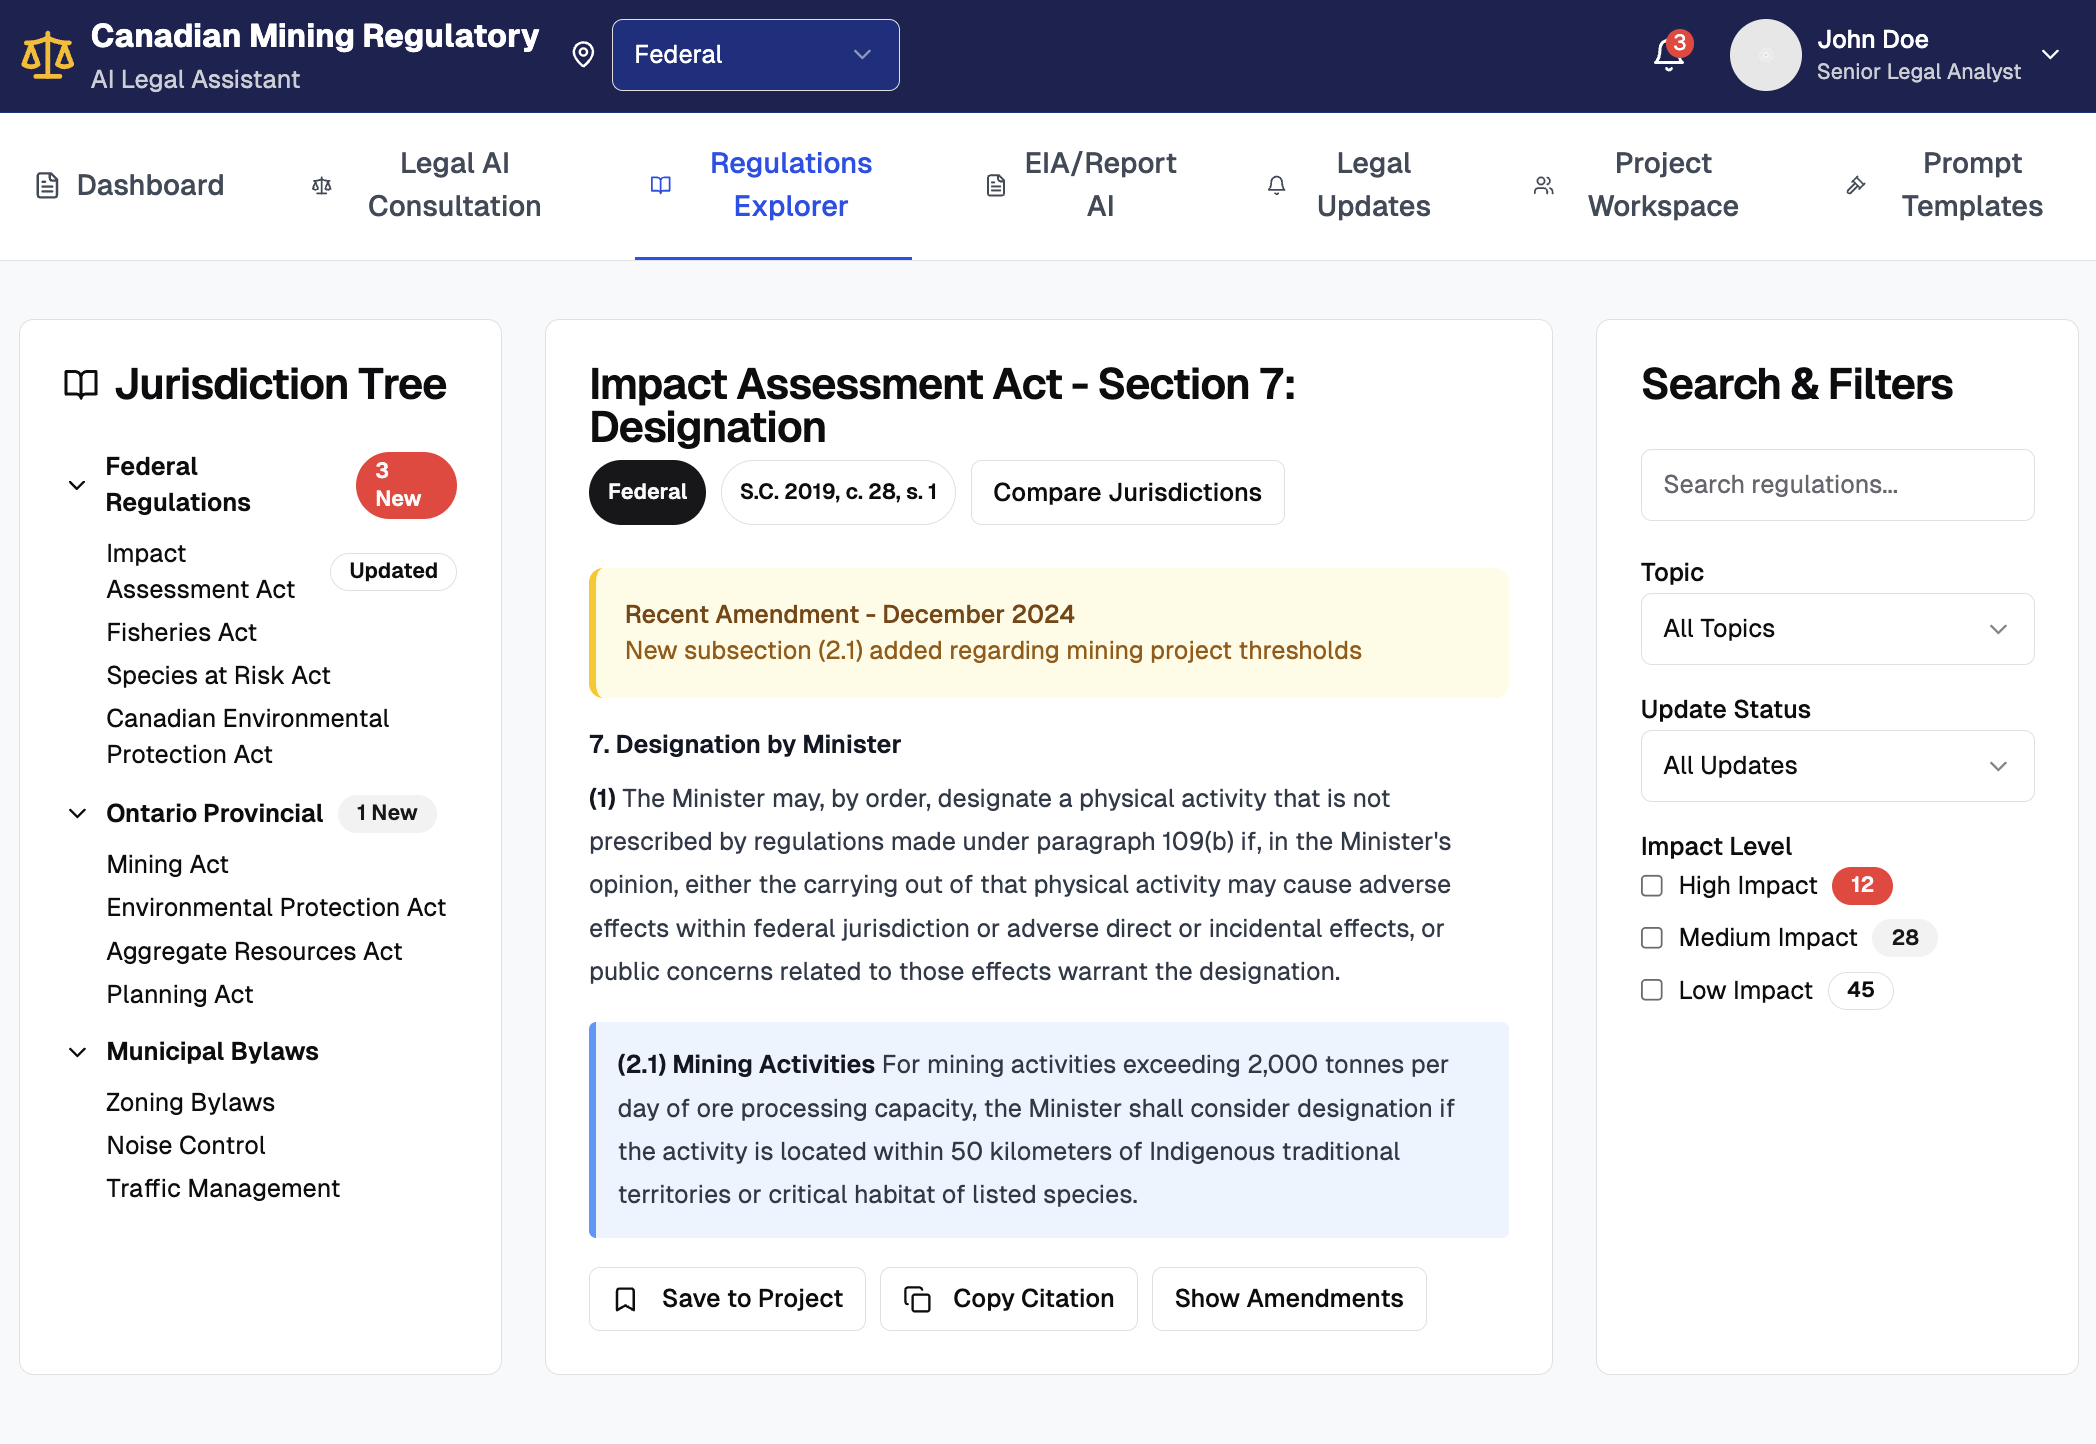 Canadian Mining Regulatory
AI Legal Assistant
Federal
3
John Doe
Senior Legal Analyst
Dashboard
Legal AI
Consultation
Regulations
Explorer
EIA/Report
AI
Legal
Updates
Project
Workspace
Prompt
Templates
Jurisdiction Tree
Federal
Regulations
3
New
Impact
Assessment Act
Updated
Fisheries Act
Species at Risk Act
Canadian Environmental
Protection Act
Ontario Provincial
1 New
Mining Act
Environmental Protection Act
Aggregate Resources Act
Planning Act
Municipal Bylaws
Zoning Bylaws
Noise Control
Traffic Management
Impact Assessment Act - Section 7:
Designation
Federal
S.C. 2019, c. 28, s. 1
Compare Jurisdictions
Recent Amendment - December 2024
New subsection (2.1) added regarding mining project thresholds
7. Designation by Minister
(1) The Minister may, by order, designate a physical activity that is not
prescribed by regulations made under paragraph 109(b) if, in the Minister's
opinion, either the carrying out of that physical activity may cause adverse
effects within federal jurisdiction or adverse direct or incidental effects, or
public concerns related to those effects warrant the designation.
(2.1) Mining Activities For mining activities exceeding 2,000 tonnes per
day of ore processing capacity, the Minister shall consider designation if
the activity is located within 50 kilometers of Indigenous traditional
territories or critical habitat of listed species.
Save to Project
Copy Citation
Show Amendments
Search & Filters
Search regulations...
Topic
All Topics
Update Status
All Updates
Impact Level
High Impact
12
Medium Impact
28
Low Impact
45